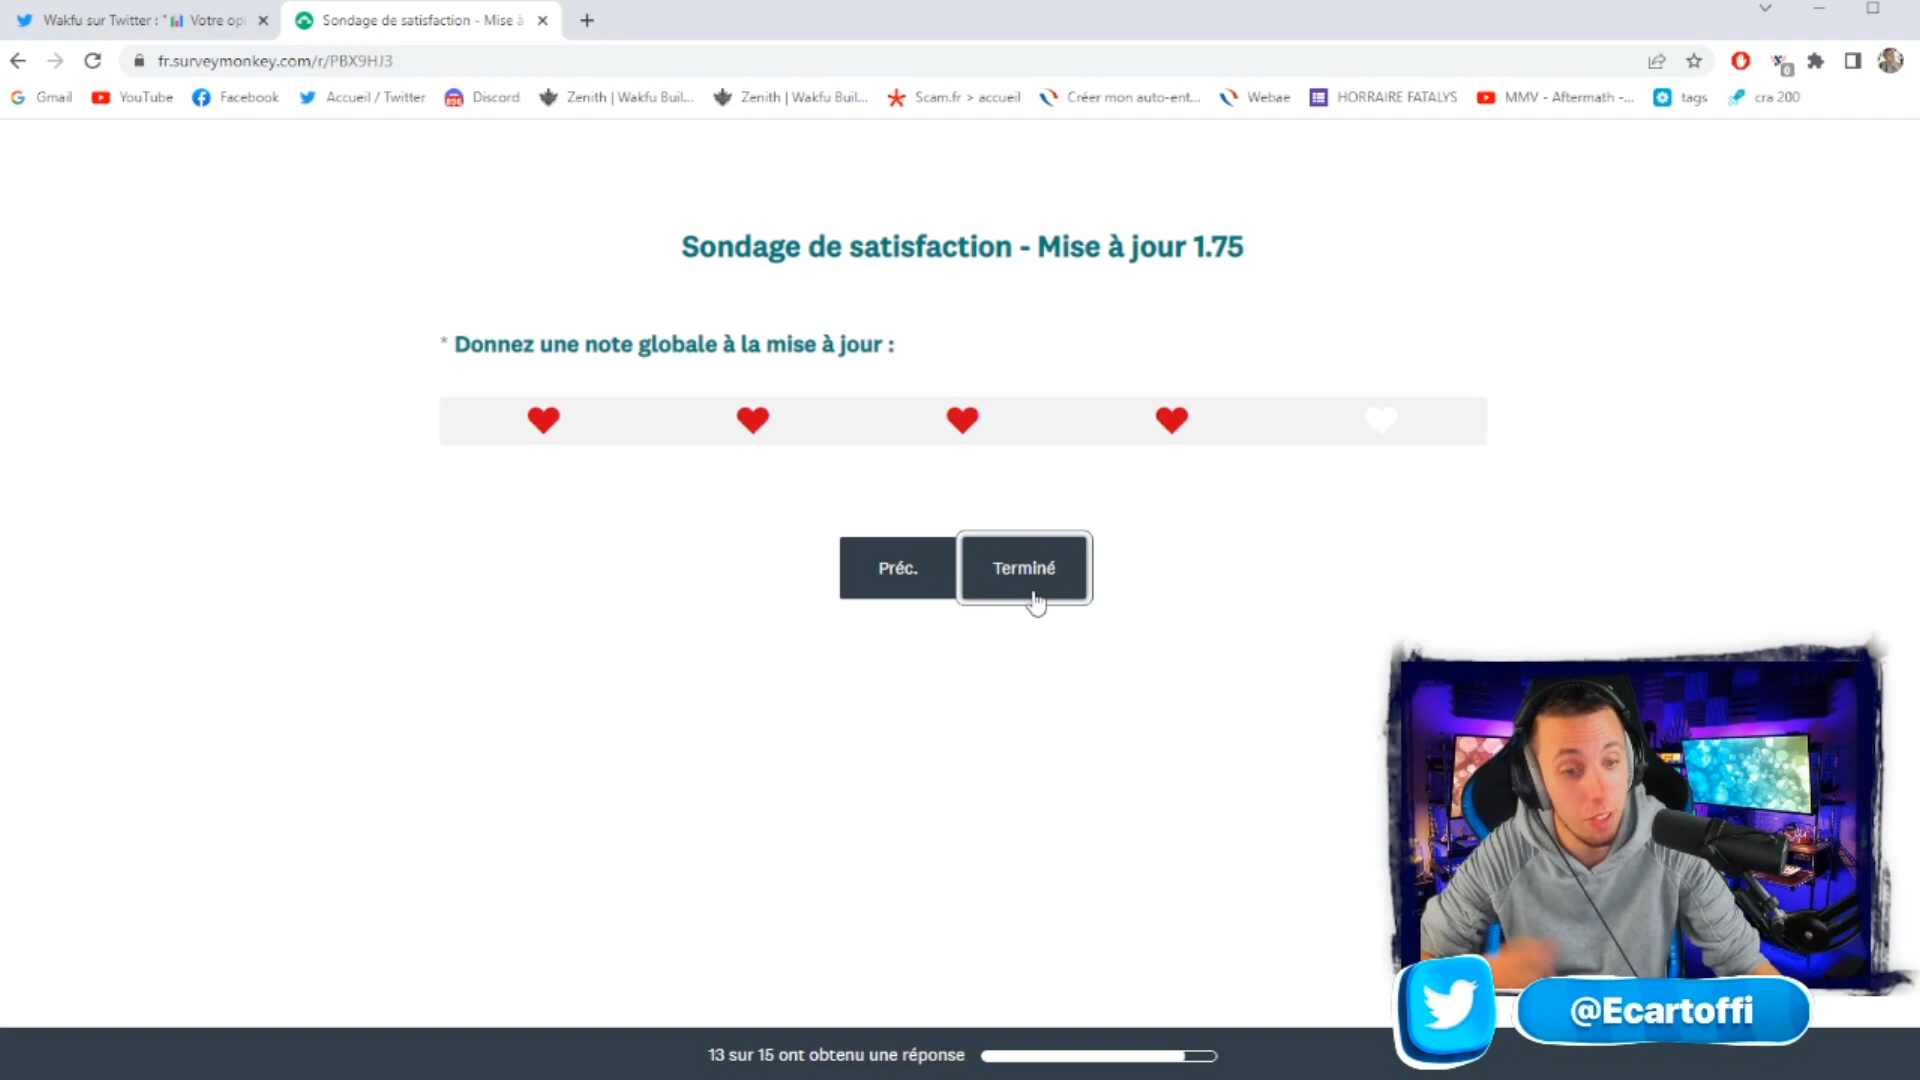 Wakfu sur Twitter : "📊 Votre opi
Sondage de satisfaction - Mise à
fr.surveymonkey.com/r/PBX9HJ3
0
Gmail
YouTube
Facebook
Accueil / Twitter
Discord
Zenith | Wakfu Buil...
Zenith | Wakfu Buil...
Scam.fr > accueil
Créer mon auto-ent...
Webae
HORRAIRE FATALYS
MMV - Aftermath -...
tags
cra 200
Sondage de satisfaction - Mise à jour 1.75
* Donnez une note globale à la mise à jour :
Préc.
Terminé
@Ecartoffi
13 sur 15 ont obtenu une réponse